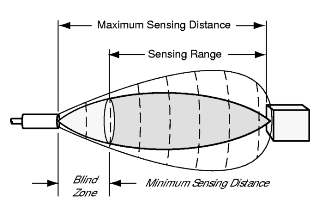 Maximum Sensing Distance
Sensing Range
Blind
Zone
Minimum Sensing Distance